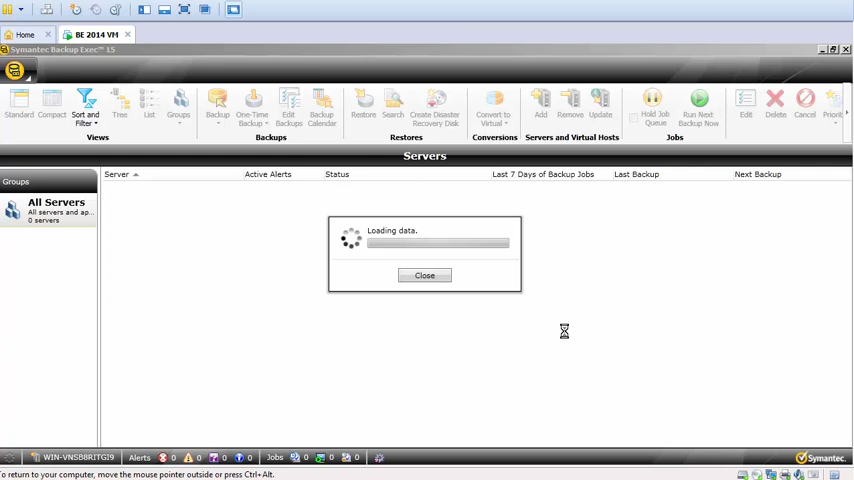 Home
BE 2014 VM
Symantec Backup Exec™ 15
Standard
Compact
Sort and Filter
Tree
List
Groups
Backup
One-Time Backup
Edit Backups
Backup Calendar
Restore
Search
Create Disaster Recovery Disk
Convert to Virtual
Add
Remove
Update
Hold Job Queue
Run Next Backup Now
Edit
Delete
Cancel
Priorit
Views
Backups
Restores
Conversions
Servers and Virtual Hosts
Jobs
Servers
Groups
All Servers
All servers and ap...
0 servers
Server
Active Alerts
Status
Last 7 Days of Backup Jobs
Last Backup
Next Backup
Loading data.
Close
WIN-VNSB8RITGI9
Alerts 0 0 0 0
Jobs 0 0 0
Symantec.
To return to your computer, move the mouse pointer outside or press Ctrl+Alt.